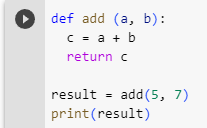 def add (a, b):
  c = a + b
  return c

result = add(5, 7)
print(result)